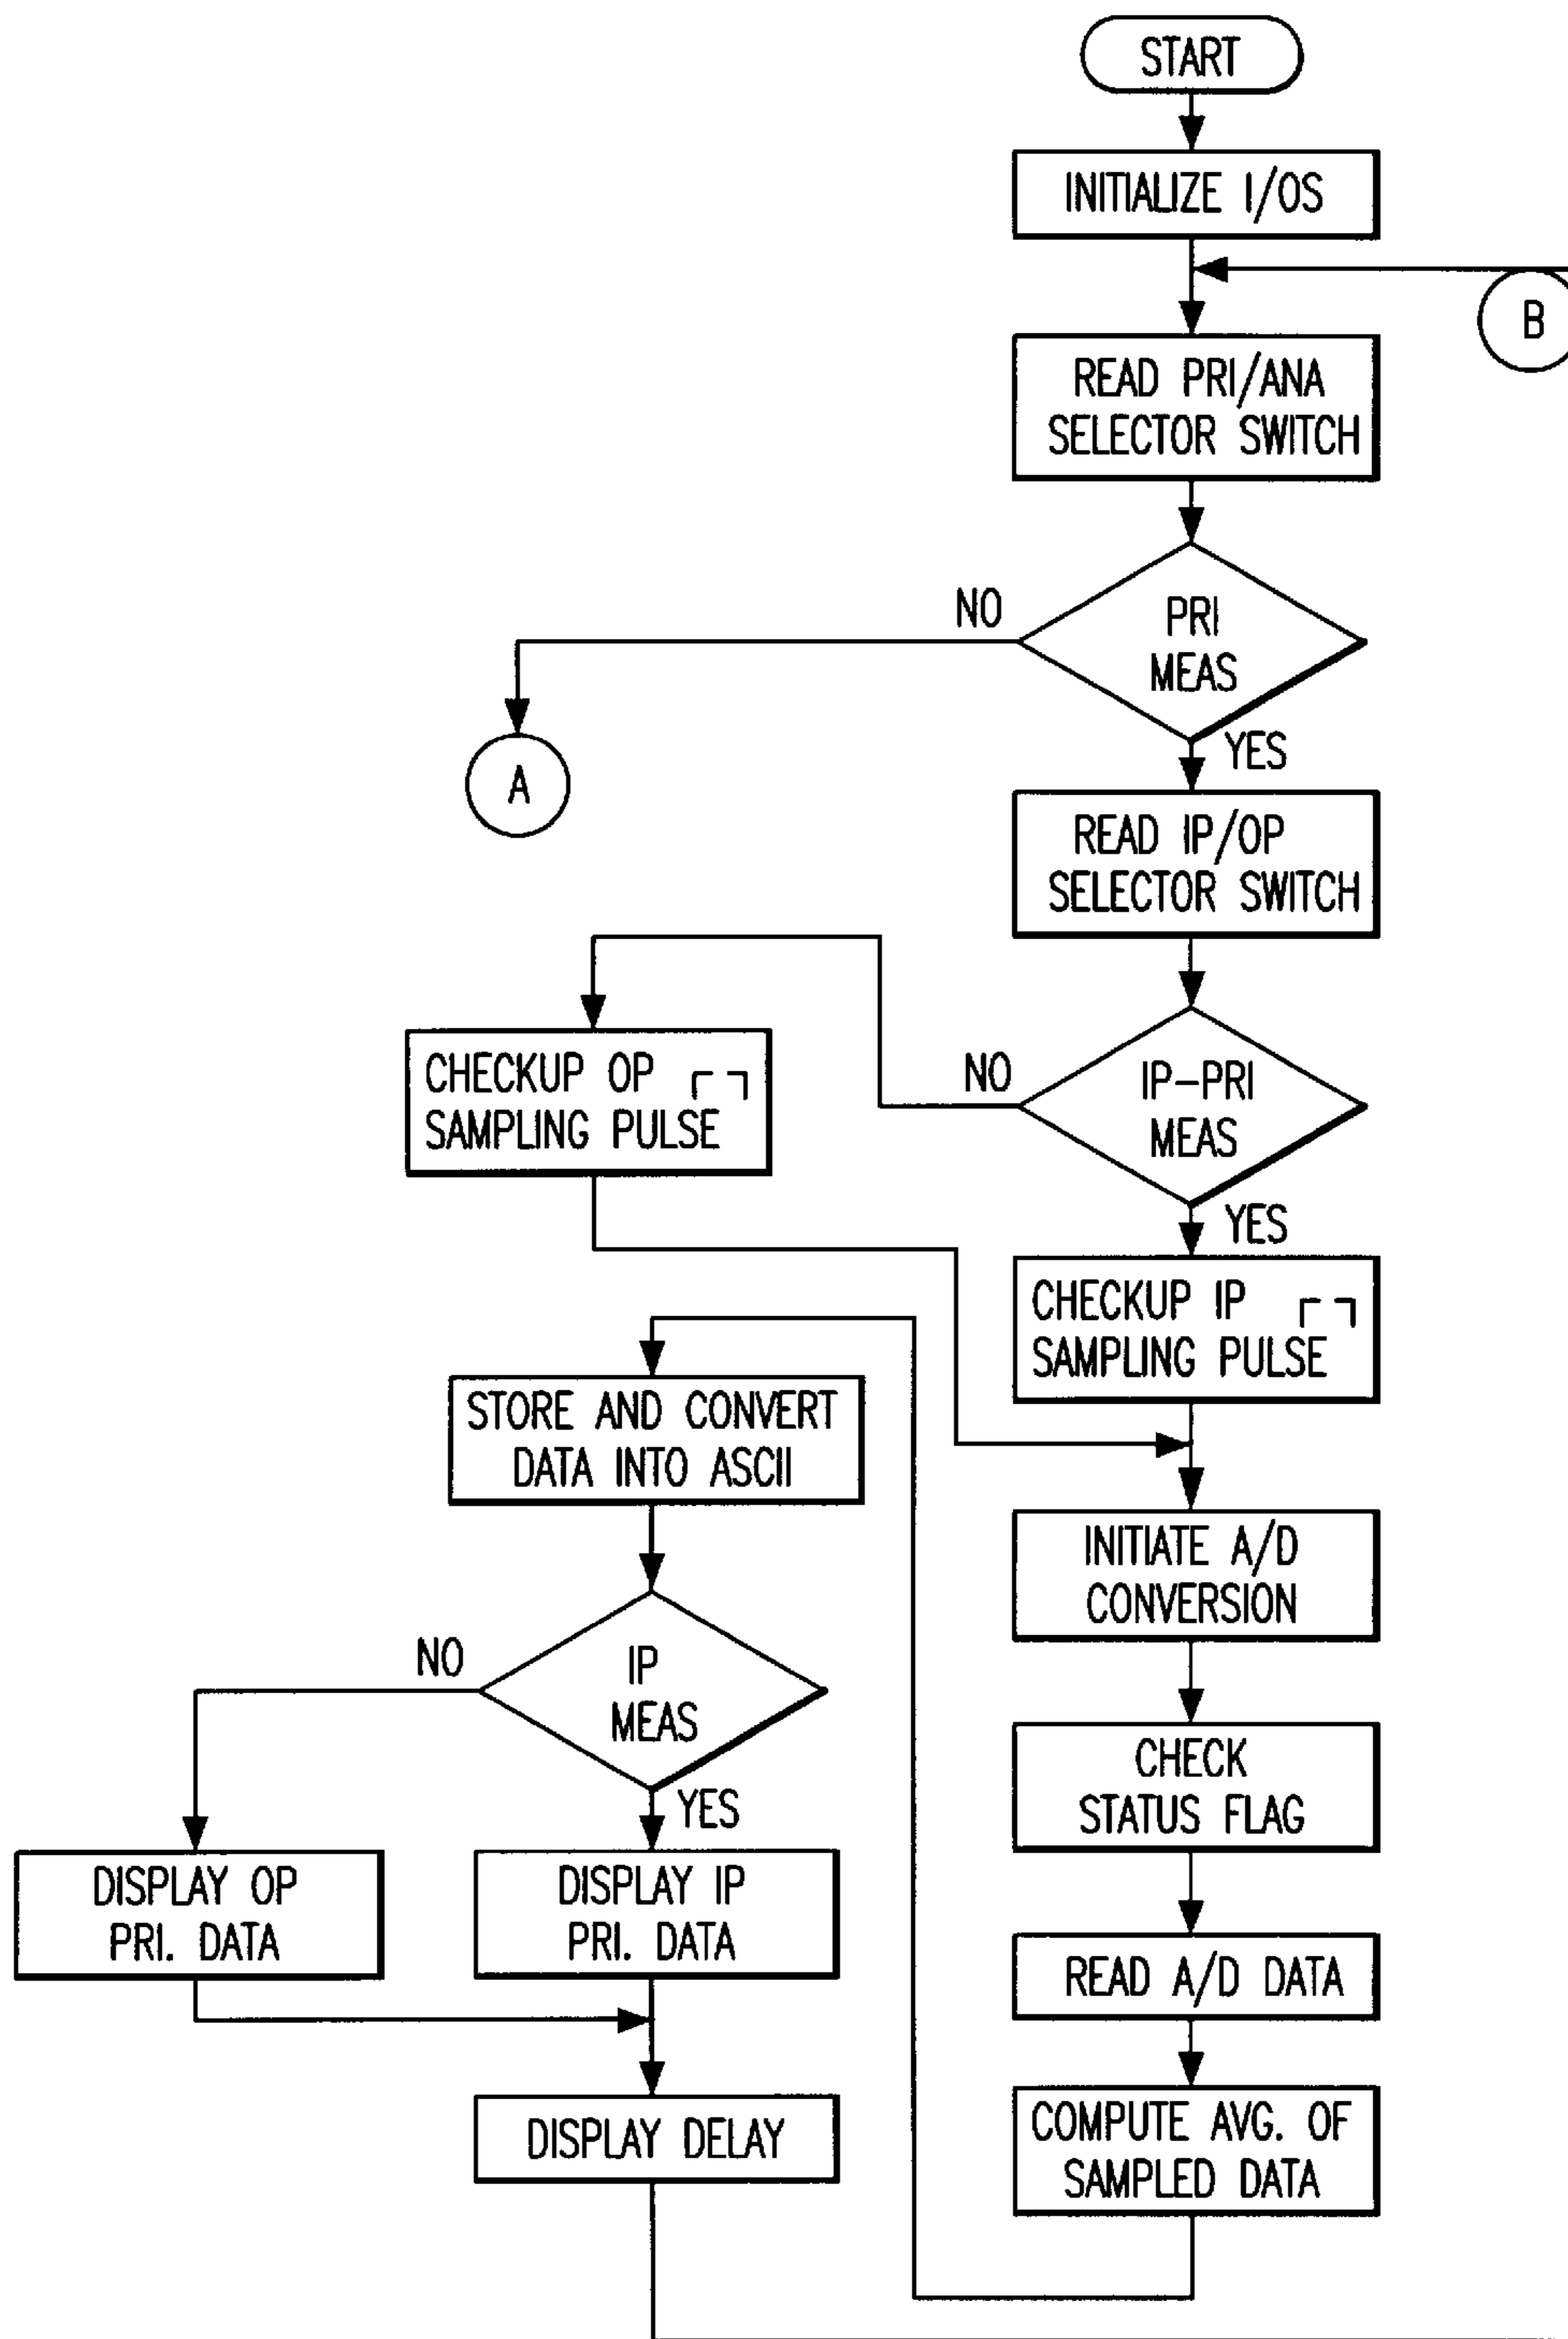 START
INITIALIZE I/OS
B
READ PRI/ANA
SELECTOR SWITCH
NO
PRI
MEAS
YES
A
READ IP/OP
SELECTOR SWITCH
CHECKUP OP
SAMPLING PULSE
NO
IP-PRI
MEAS
YES
CHECKUP IP
SAMPLING PULSE
STORE AND CONVERT
DATA INTO ASCII
INITIATE A/D
CONVERSION
NO
IP
MEAS
YES
CHECK
STATUS FLAG
DISPLAY OP
PRI. DATA
DISPLAY IP
PRI. DATA
READ A/D DATA
DISPLAY DELAY
COMPUTE AVG. OF
SAMPLED DATA